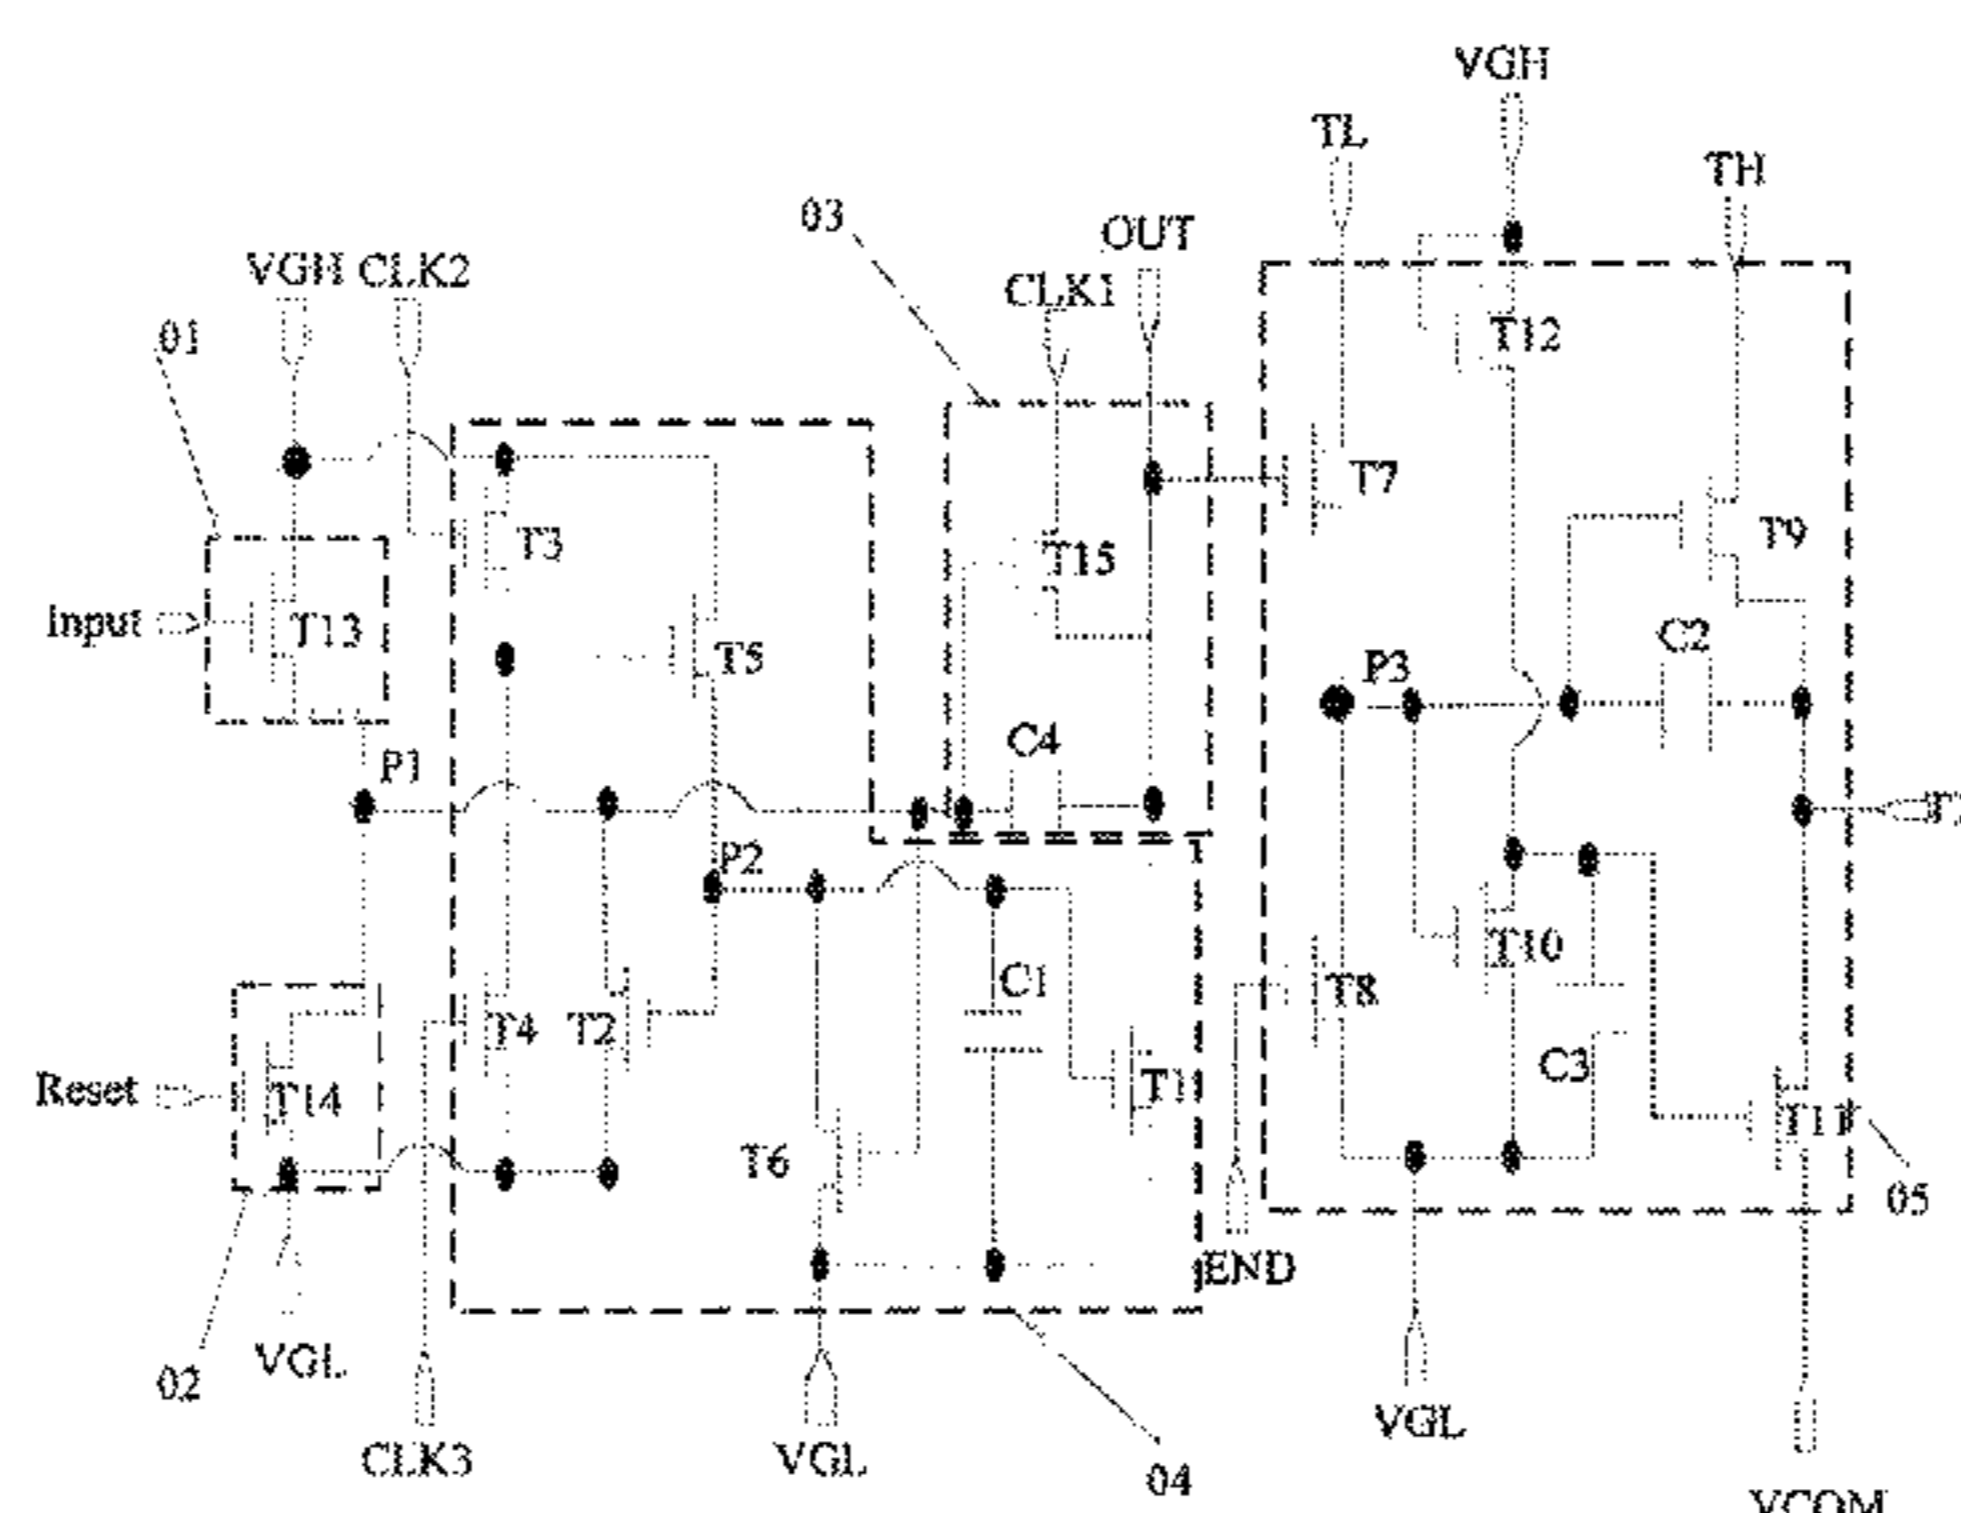 VGH
TL
TH
03
OUT
VGH CLK2
CLK1
01
T12
T7
T3
T9
T15
Input
T13
T5
P3
C2
C4
P1
P2
T10
C1
T8
T4
T2
C3
Reset
T14
T1
T11
T6
05
END
VGL
02
VGL
CLK3
VGL
04
VCOM